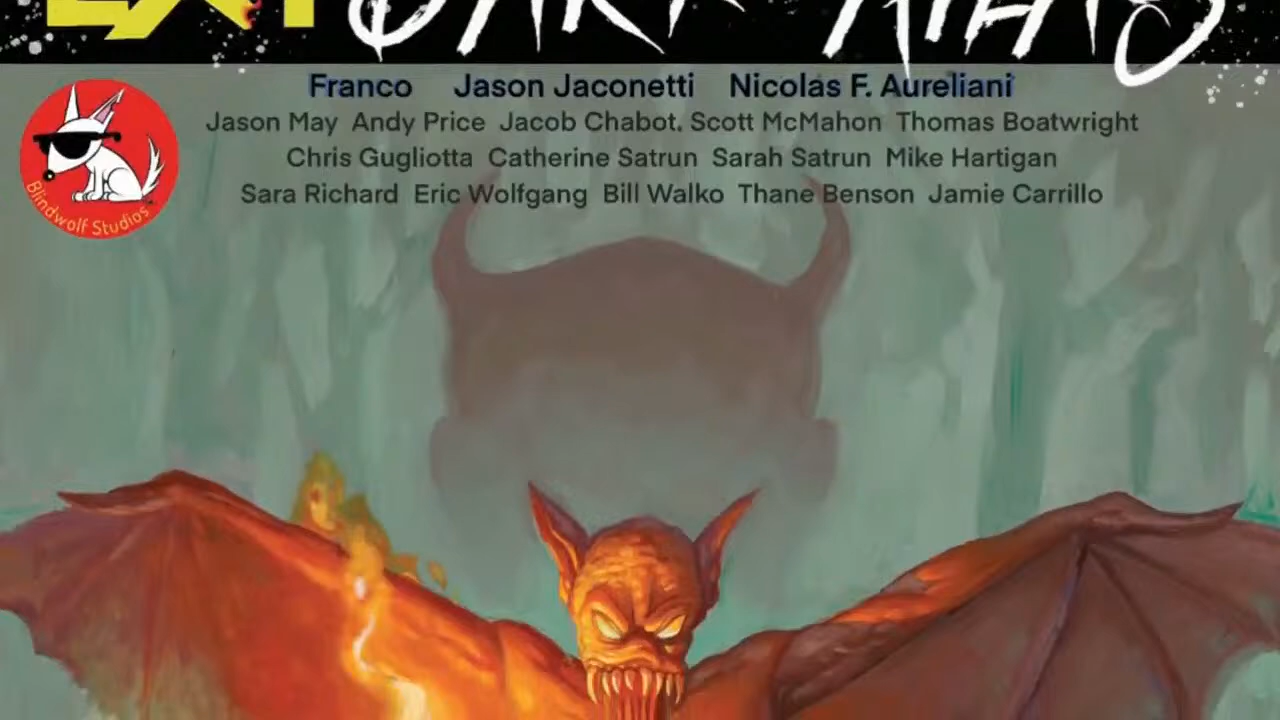 Franco Jason Jaconetti Nicolas F. Aureliani
Jason May Andy Price Jacob Chabot. Scott McMahon Thomas Boatwright
Chris Gugliotta Catherine Satrun Sarah Satrun Mike Hartigan
Sara Richard Eric Wolfgang Bill Walko Thane Benson Jamie Carrillo
Blindwolf Studios